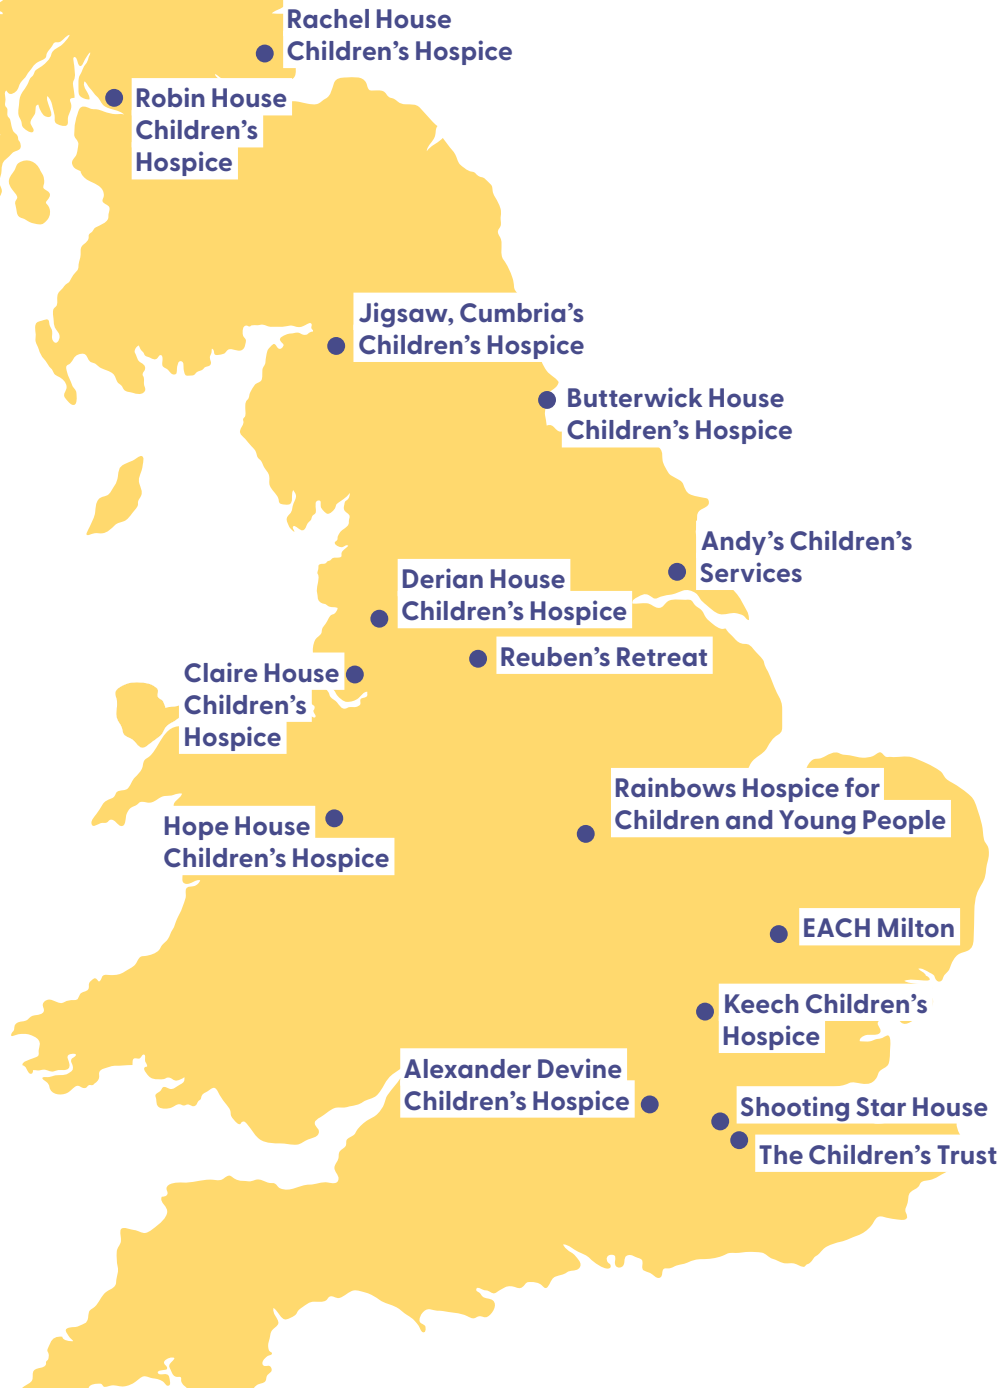 Rachel House
Children’s Hospice
Robin House
Children’s
Hospice
Jigsaw, Cumbria’s
Children’s Hospice
Butterwick House
Children’s Hospice
Andy’s Children’s
Services
Derian House
Children’s Hospice
Reuben’s Retreat
Claire House
Children’s
Hospice
Rainbows Hospice for
Children and Young People
Hope House
Children’s Hospice
EACH Milton
Keech Children’s
Hospice
Alexander Devine
Children’s Hospice
Shooting Star House
The Children’s Trust